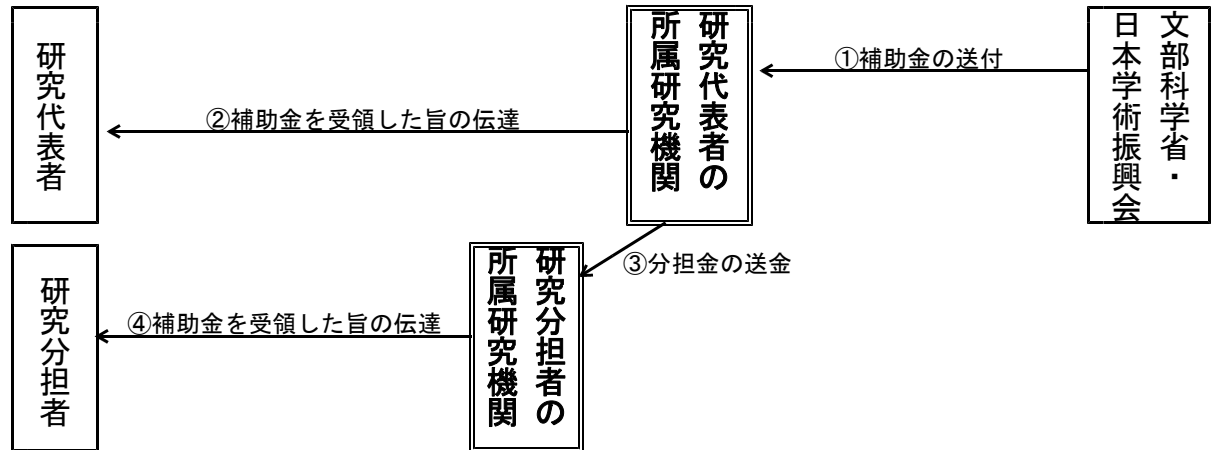 文部科学省・
日本学術振興会
①補助金の送付
研究代表者の
所属研究機関
②補助金を受領した旨の伝達
研究代表者
③分担金の送金
研究分担者の
所属研究機関
④補助金を受領した旨の伝達
研究分担者